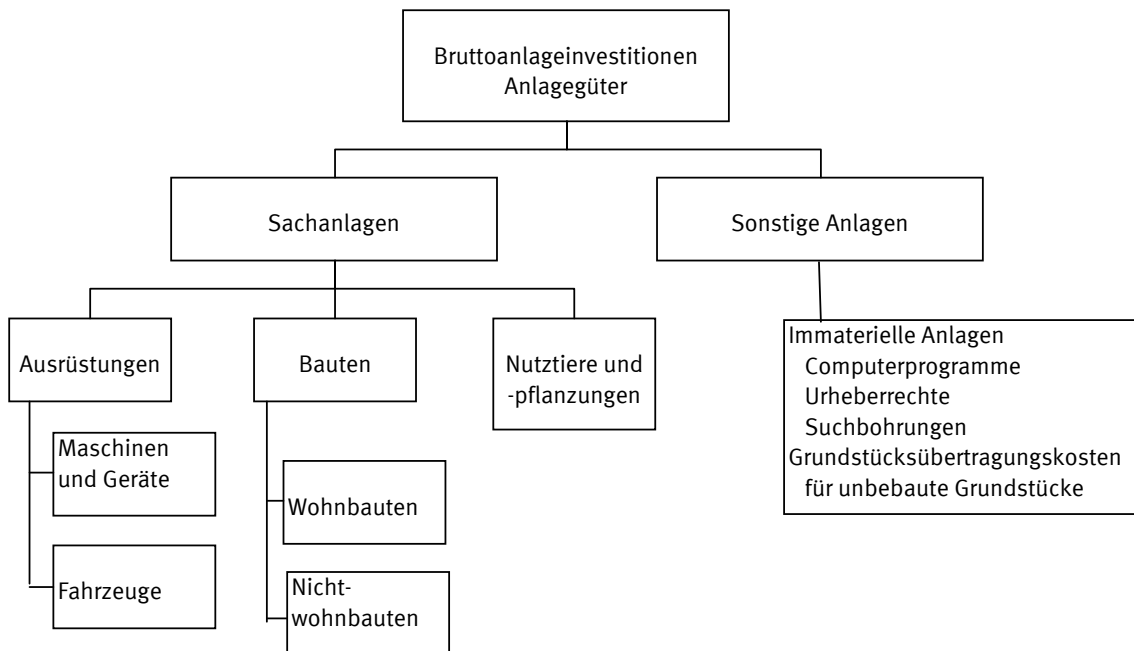 Bruttoanlageinvestitionen
Anlagegüter
Sachanlagen
Sonstige Anlagen
Ausrüstungen
Bauten
Nutztiere und
-pflanzungen
Immaterielle Anlagen
Computerprogramme
Urheberrechte
Suchbohrungen
Grundstücksübertragungskosten
für unbebaute Grundstücke
Maschinen
und Geräte
Wohnbauten
Fahrzeuge
Nicht-
wohnbauten